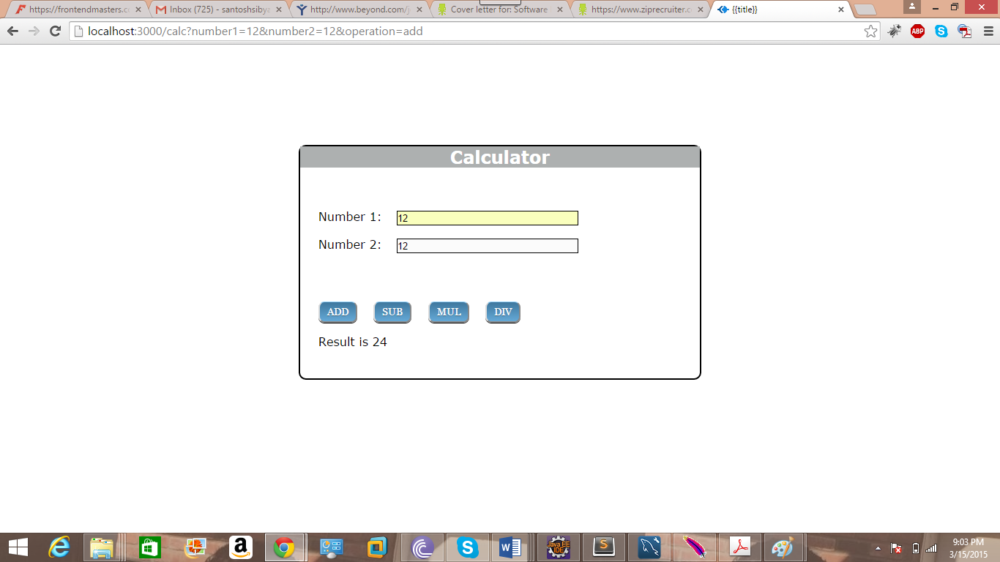 https://frontendmasters.c
Inbox (725) - santoshsibya
http://www.beyond.com/j
Cover letter for: Software
https://www.ziprecruiter.c
{{title}}
localhost:3000/calc?number1=12&number2=12&operation=add
ABP
Calculator
Number 1: 12
Number 2: 12
ADD SUB MUL DIV
Result is 24
Java EE
IDE
9:03 PM
3/15/2015